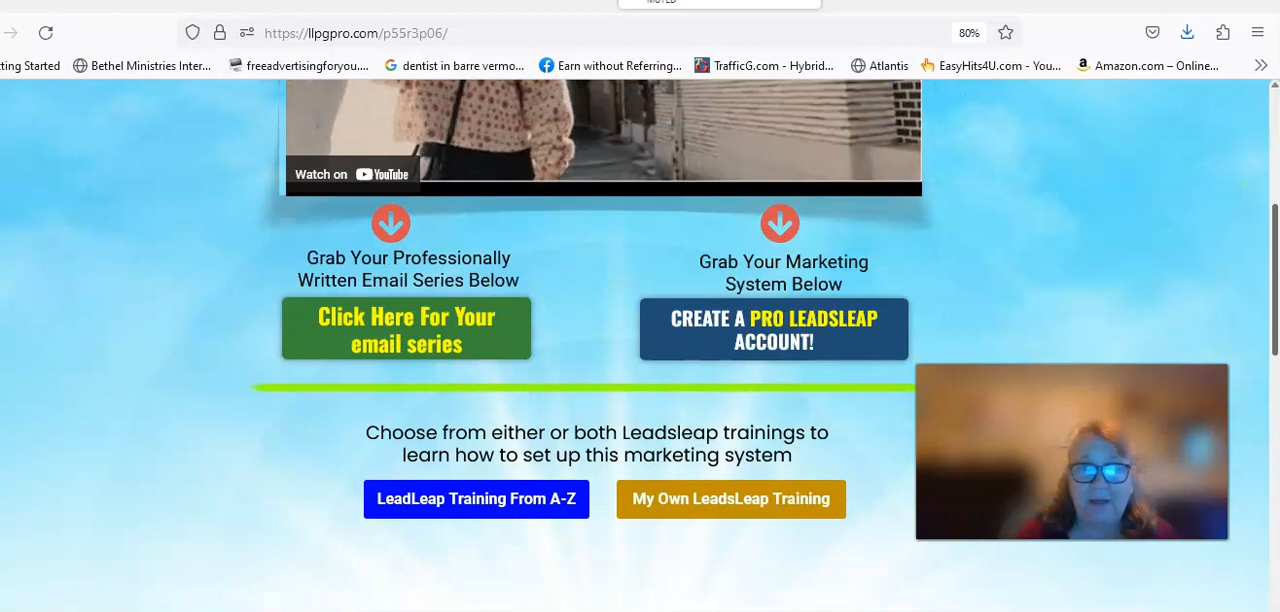 https://llpgpro.com/p55r3p06/
80%
ting Started
Bethel Ministries Inter...
freeadvertisingforyou....
dentist in barre vermo...
Earn without Referring...
TrafficG.com - Hybrid...
Atlantis
EasyHits4U.com - You...
Amazon.com – Online...
Watch on YouTube
Grab Your Professionally
Written Email Series Below
Click Here For Your
email series
Grab Your Marketing
System Below
CREATE A PRO LEADSLEAP
ACCOUNT!
Choose from either or both Leadsleap trainings to
learn how to set up this marketing system
LeadLeap Training From A-Z
My Own LeadsLeap Training